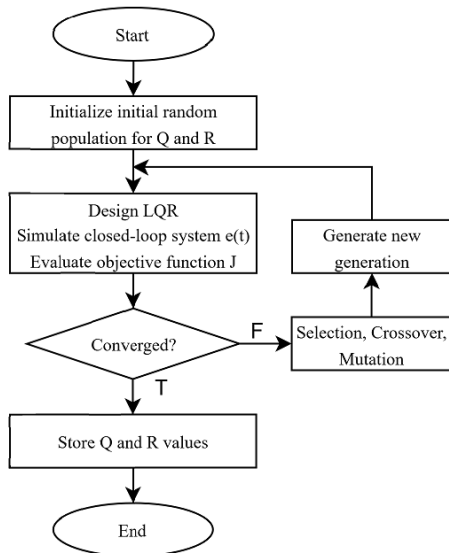 Start
Initialize initial random
population for Q and R
Design LQR
Simulate closed-loop system e(t)
Evaluate objective function J
Generate new
generation
Converged?
F
Selection, Crossover,
Mutation
T
Store Q and R values
End